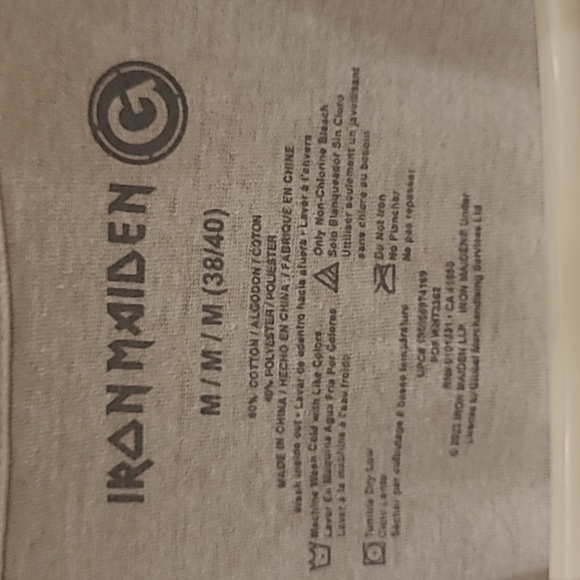 IRON MAIDEN
G
M / M / M (38/40)
60% COTTON / ALGODON / COTON
40% POLYESTER / POLIESTER
MADE IN CHINA / HECHO EN CHINA / FABRIQUÉ EN CHINE
Wash inside out • Lavar de adentro hacia afuera • Laver à l'envers
Machine Wash Cold with Like Colors
Lavar En Maquina Agua Fria Por Colores
Laver à la machine à l'eau froide
Only Non-Chlorine Bleach
Solo Blanqueador Sin Cloro
Utiliser seulement un javellisant
sans chlore au besoin
Tumble Dry Low
Ciclo Lento
Sécher par culbutage à basse température
Do Not Iron
No Planchar
Ne pas repasser
UPC#
PO#
RN#
© IRON MAIDEN LLP. IRON MAIDEN® Under
License to Global Merchandising Services Ltd